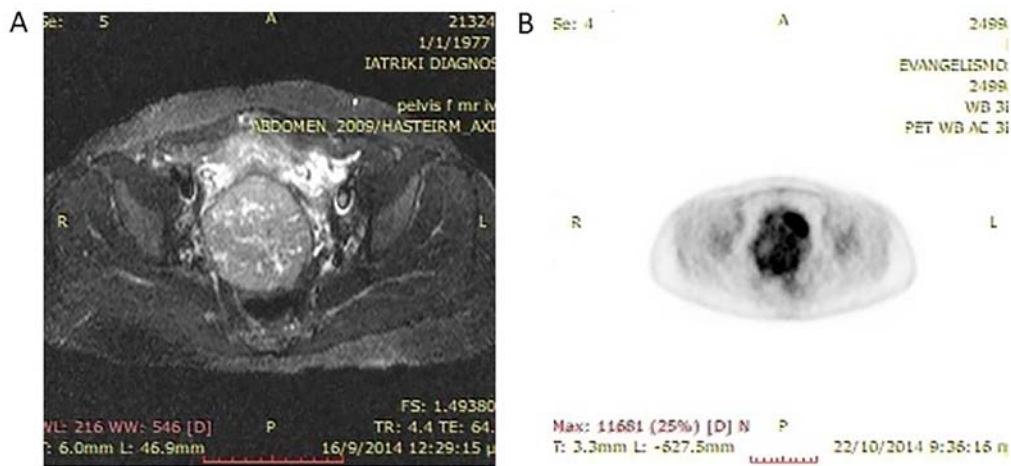 A
Se: 5
A
21324
1/1/1977
IATRIKI DIAGNOS
pelvis f mr iv
ABDOMEN_2009/HASTEIRM_AXI
R
L
FS: 1.49380
WL: 216 WW: 546 [D]
P
TR: 4.4 TE: 64.
T: 6.0mm L: 46.9mm
16/9/2014 12:29:15 μ
B
Se: 4
A
2499
EVANGELISMO
2499
WB 3i
PET WB AC 3i
R
L
Max: 11681 (25%) [D] N
P
T: 3.3mm L: -627.5mm
22/10/2014 9:36:16 π